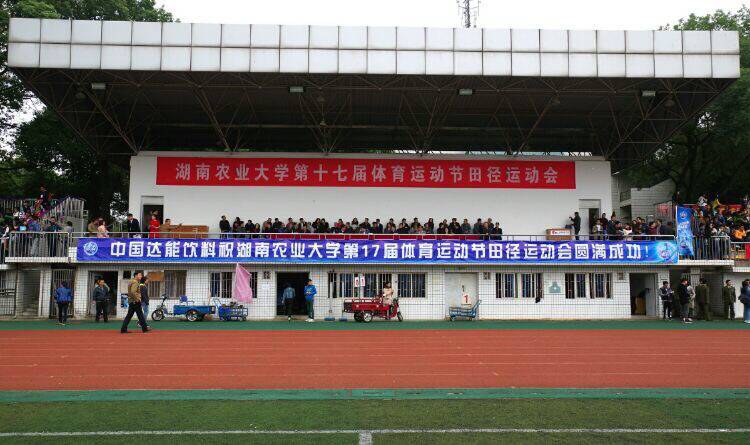 湖南农业大学第十七届体育运动节田径运动会
中国达能饮料祝湖南农业大学第17届体育运动节田径运动会圆满成功!
1